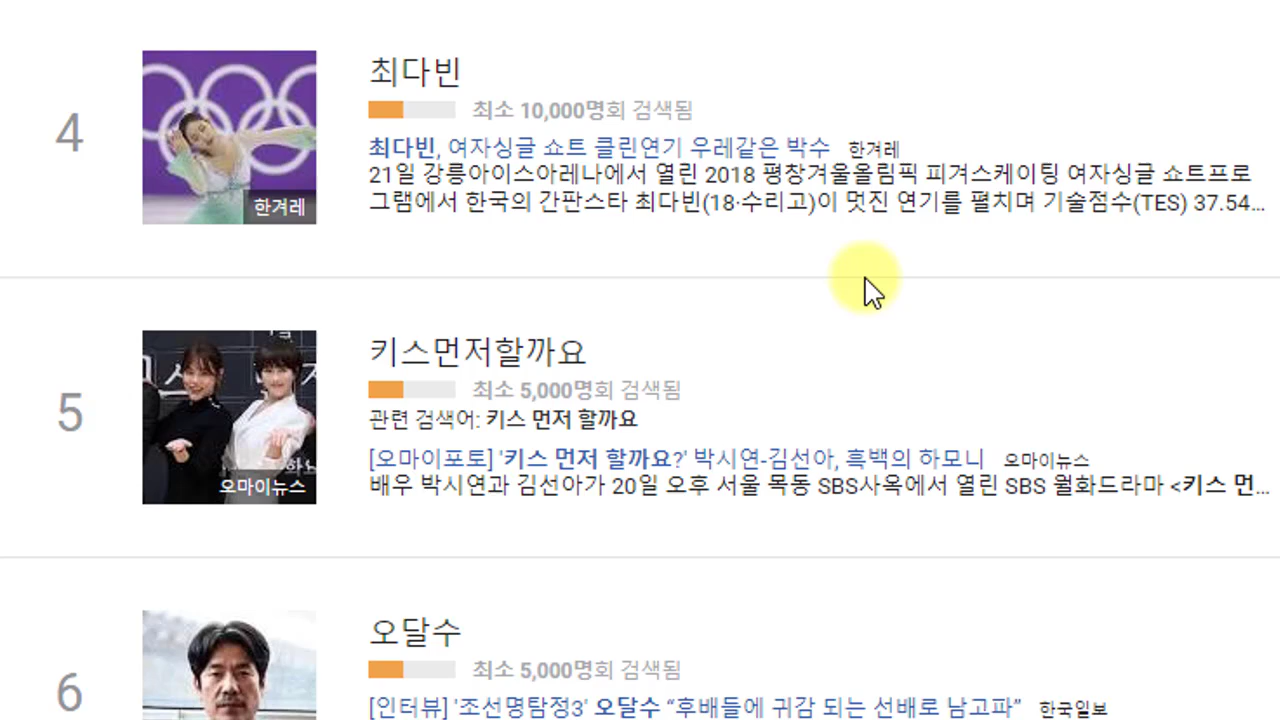 4
최다빈
최소 10,000명회 검색됨
최다빈, 여자싱글 쇼트 클린연기 우레같은 박수 한겨레
21일 강릉아이스아레나에서 열린 2018 평창겨울올림픽 피겨스케이팅 여자싱글 쇼트프로
그램에서 한국의 간판스타 최다빈(18·수리고)이 멋진 연기를 펼치며 기술점수(TES) 37.54...
한겨레
5
키스먼저할까요
최소 5,000명회 검색됨
관련 검색어: 키스 먼저 할까요
[오마이포토] '키스 먼저 할까요?' 박시연-김선아, 흑백의 하모니 오마이뉴스
배우 박시연과 김선아가 20일 오후 서울 목동 SBS사옥에서 열린 SBS 월화드라마 <키스 먼...
오마이뉴스
6
오달수
최소 5,000명회 검색됨
[인터뷰] '조선명탐정3' 오달수 “후배들에 귀감 되는 선배로 남고파” 한국일보